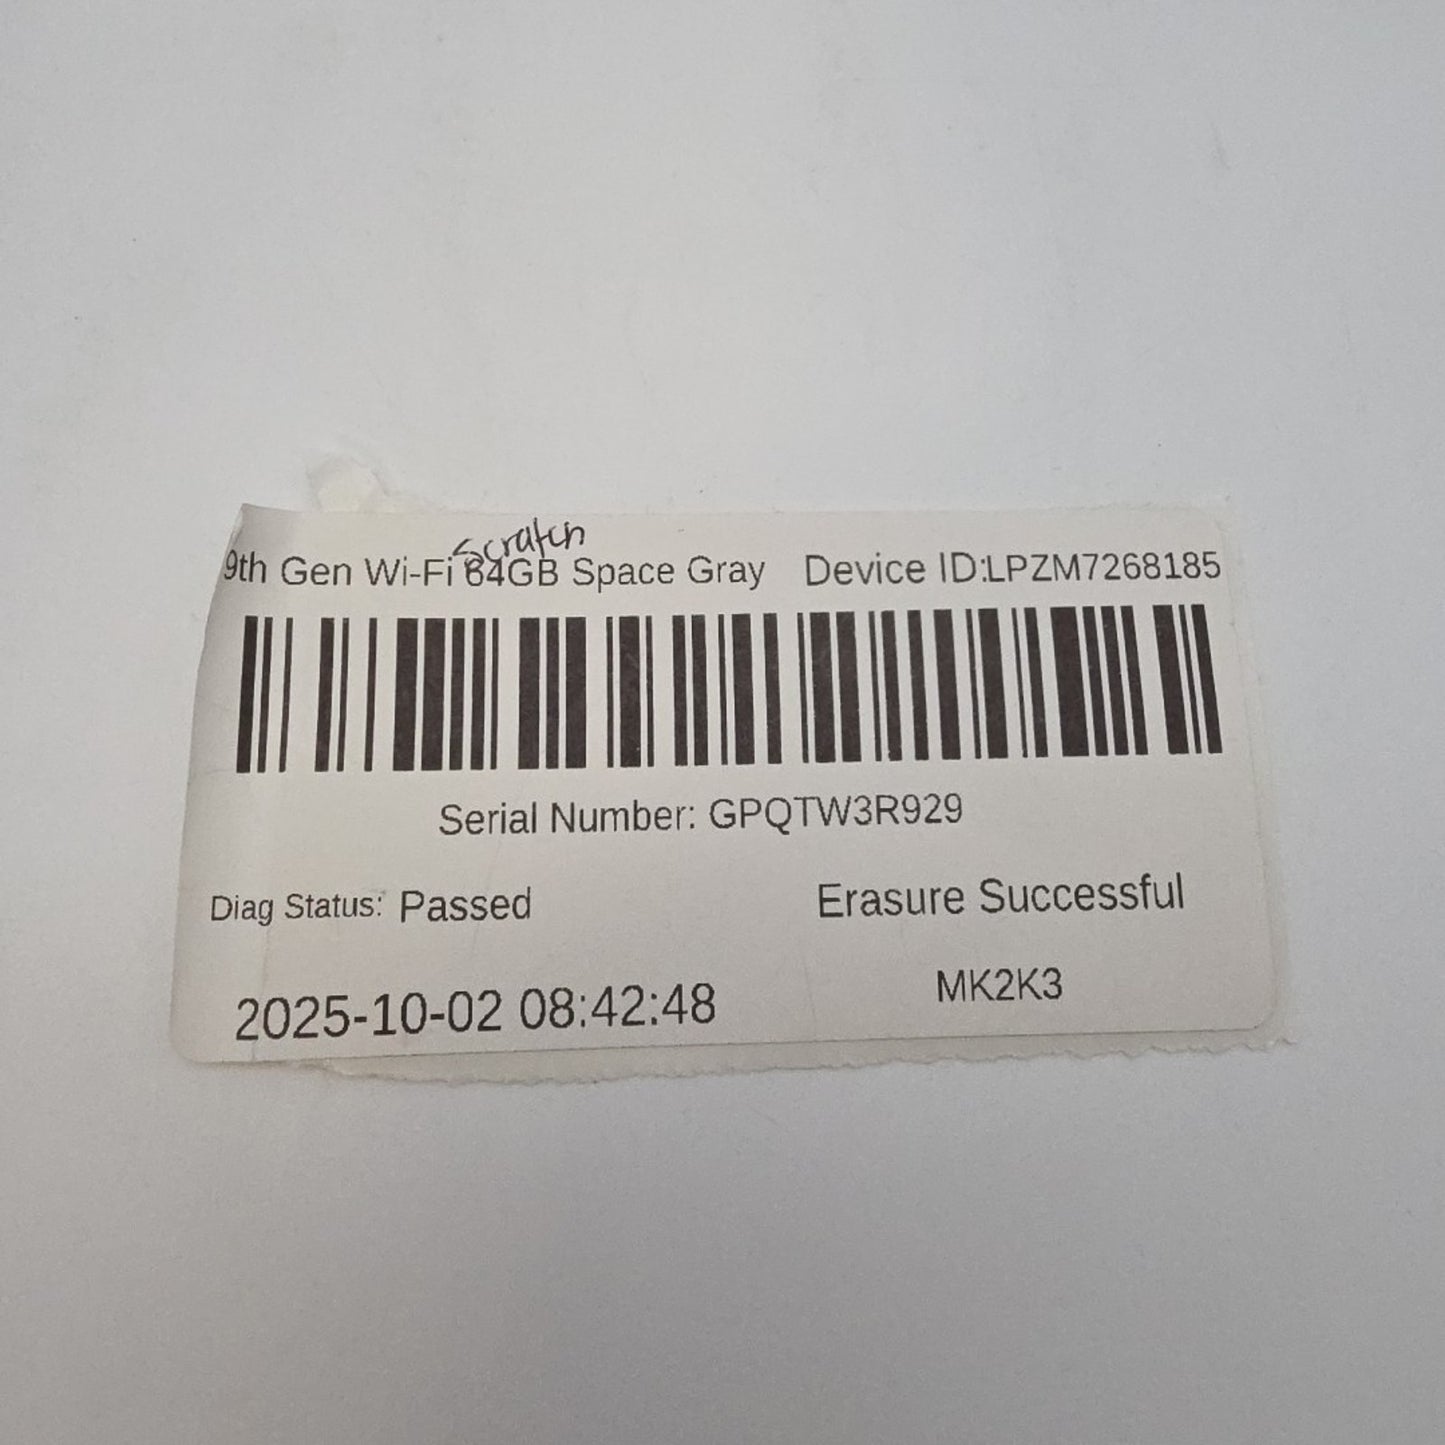 Scratch
9th Gen Wi-Fi 64GB Space Gray Device ID:LPZM7268185
Serial Number: GPQTW3R929
Diag Status: Passed Erasure Successful
2025-10-02 08:42:48 MK2K3